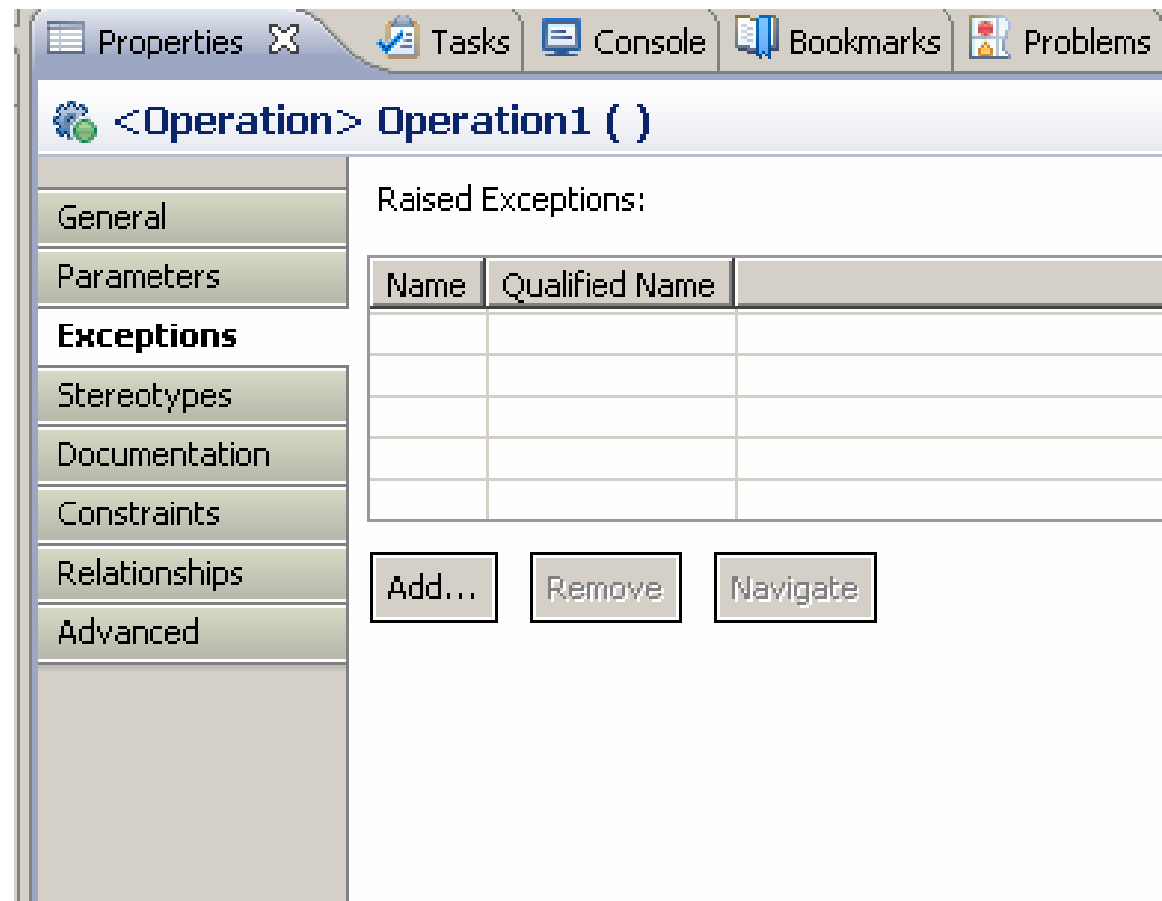 Properties Tasks Console Bookmarks Problems
<Operation> Operation1 ( )
General
Parameters
Exceptions
Stereotypes
Documentation
Constraints
Relationships
Advanced
Raised Exceptions:
Name Qualified Name
Add... Remove Navigate